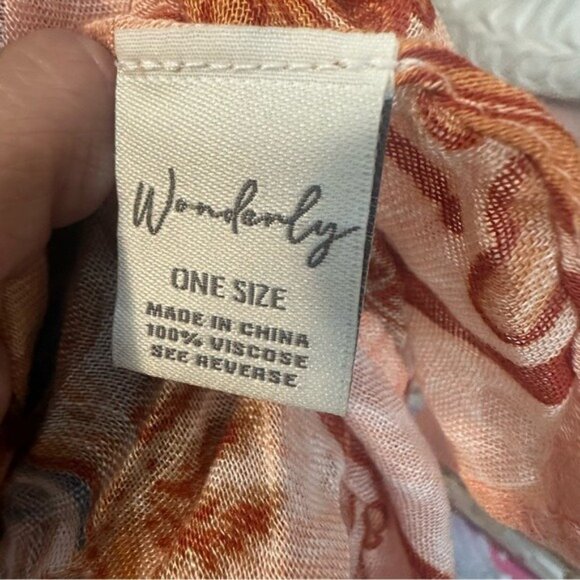 Wonderly
ONE SIZE
MADE IN CHINA
100% VISCOSE
SEE REVERSE